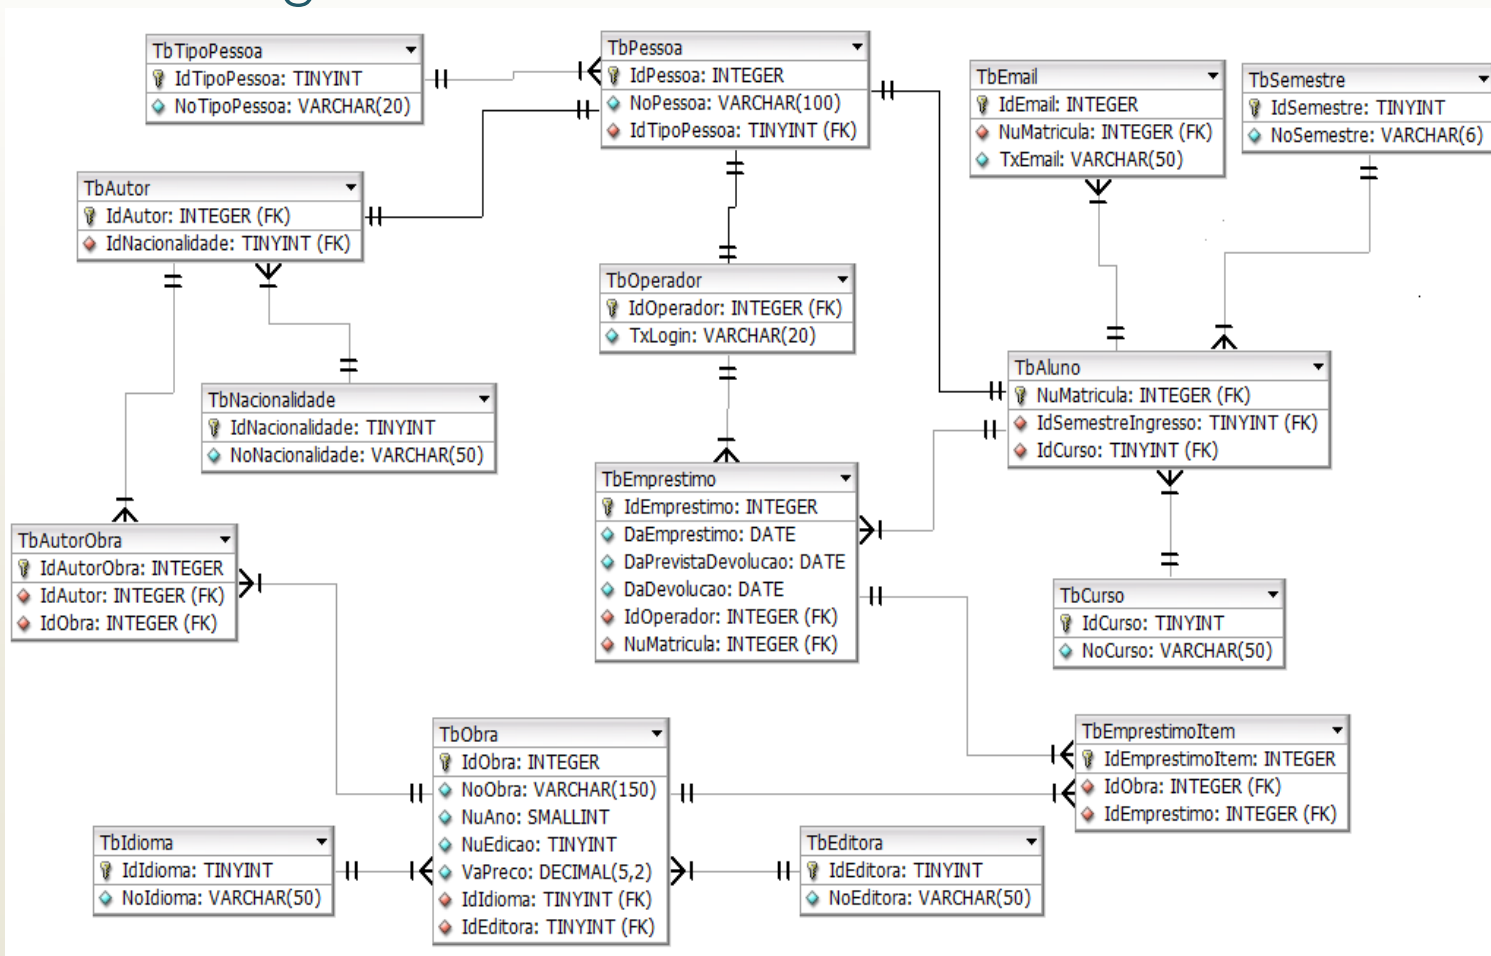 TbTipoPessoa
IdTipoPessoa: TINYINT
NoTipoPessoa: VARCHAR(20)
TbPessoa
IdPessoa: INTEGER
NoPessoa: VARCHAR(100)
IdTipoPessoa: TINYINT (FK)
TbEmail
IdEmail: INTEGER
NuMatricula: INTEGER (FK)
TxEmail: VARCHAR(50)
TbSemestre
IdSemestre: TINYINT
NoSemestre: VARCHAR(6)
TbAutor
IdAutor: INTEGER (FK)
IdNacionalidade: TINYINT (FK)
TbOperador
IdOperador: INTEGER (FK)
TxLogin: VARCHAR(20)
TbAluno
NuMatricula: INTEGER (FK)
IdSemestreIngresso: TINYINT (FK)
IdCurso: TINYINT (FK)
TbNacionalidade
IdNacionalidade: TINYINT
NoNacionalidade: VARCHAR(50)
TbEmprestimo
IdEmprestimo: INTEGER
DaEmprestimo: DATE
DaPrevistaDevolucao: DATE
DaDevolucao: DATE
IdOperador: INTEGER (FK)
NuMatricula: INTEGER (FK)
TbAutorObra
IdAutorObra: INTEGER
IdAutor: INTEGER (FK)
IdObra: INTEGER (FK)
TbCurso
IdCurso: TINYINT
NoCurso: VARCHAR(50)
TbObra
IdObra: INTEGER
NoObra: VARCHAR(150)
NuAno: SMALLINT
NuEdicao: TINYINT
VaPreco: DECIMAL(5,2)
IdIdioma: TINYINT (FK)
IdEditora: TINYINT (FK)
TbEmprestimoItem
IdEmprestimoItem: INTEGER
IdObra: INTEGER (FK)
IdEmprestimo: INTEGER (FK)
TbIdioma
IdIdioma: TINYINT
NoIdioma: VARCHAR(50)
TbEditora
IdEditora: TINYINT
NoEditora: VARCHAR(50)